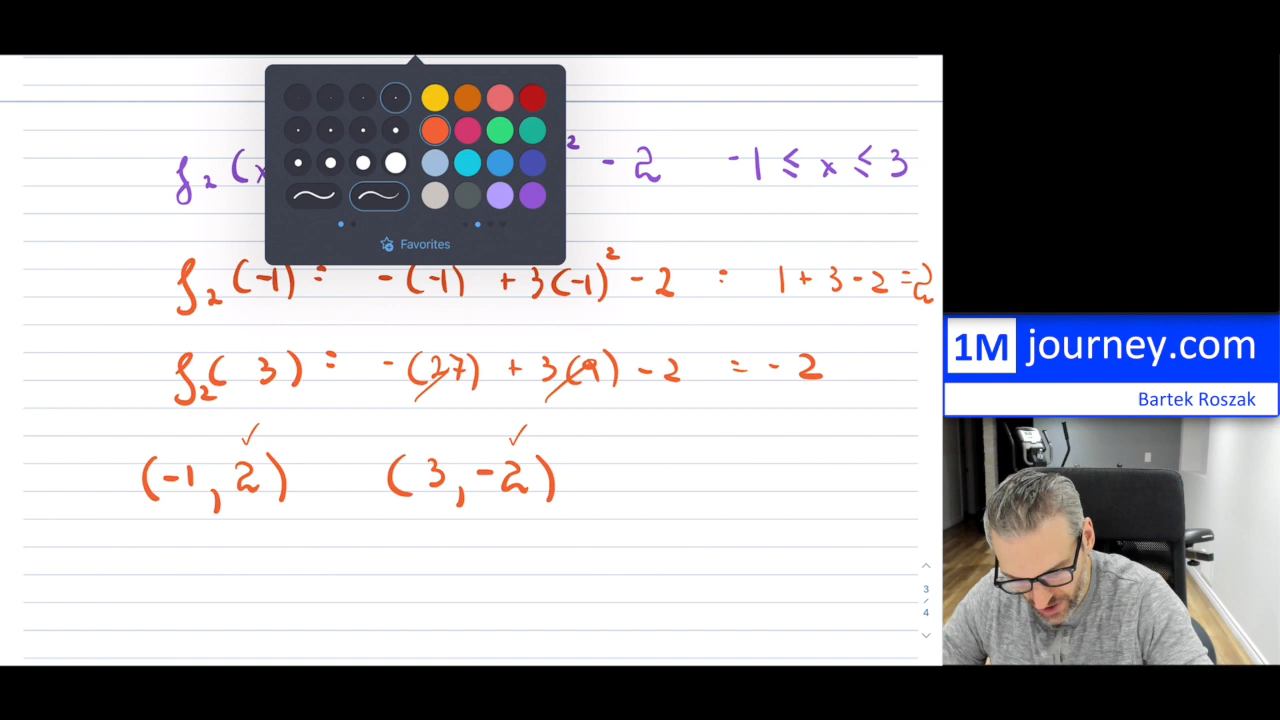 f₂(x ² - 2 -1 ≤ x ≤ 3
Favorites
f₂(-1) = -(-1) + 3(-1)² - 2 = 1 + 3 - 2 = 2
f₂(3) = -(27) + 3(9) - 2 = -2
✓ ✓
(-1, 2) (3, -2)
1M journey.com
Bartek Roszak
3
/
4